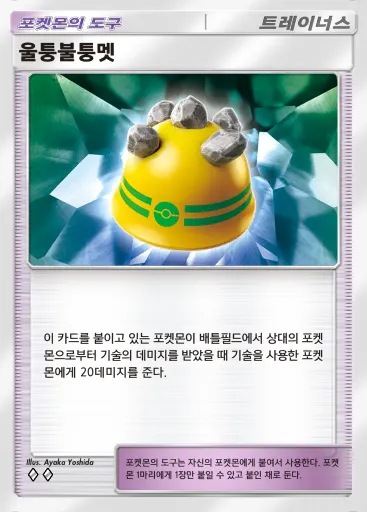 포켓몬의 도구
트레이너스
울퉁불퉁멧
이 카드를 붙이고 있는 포켓몬이 배틀필드에서 상대의 포켓
몬으로부터 기술의 데미지를 받았을 때 기술을 사용한 포켓
몬에게 20데미지를 준다.
Illus. Ayaka Yoshida
포켓몬의 도구는 자신의 포켓몬에게 붙여서 사용한다. 포켓
몬 1마리에게 1장만 붙일 수 있고 붙인 채로 둔다.